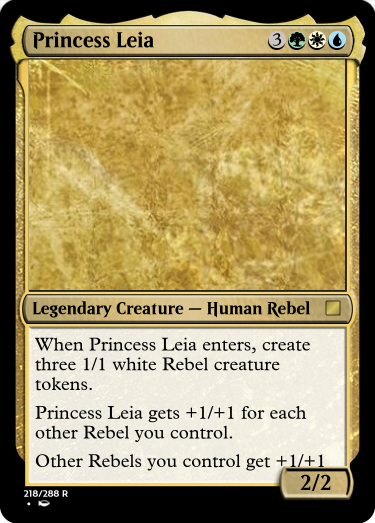 Princess Leia 3
Legendary Creature — Human Rebel
When Princess Leia enters, create
three 1/1 white Rebel creature
tokens.
Princess Leia gets +1/+1 for each
other Rebel you control.
Other Rebels you control get +1/+1
2/2
218/288 R